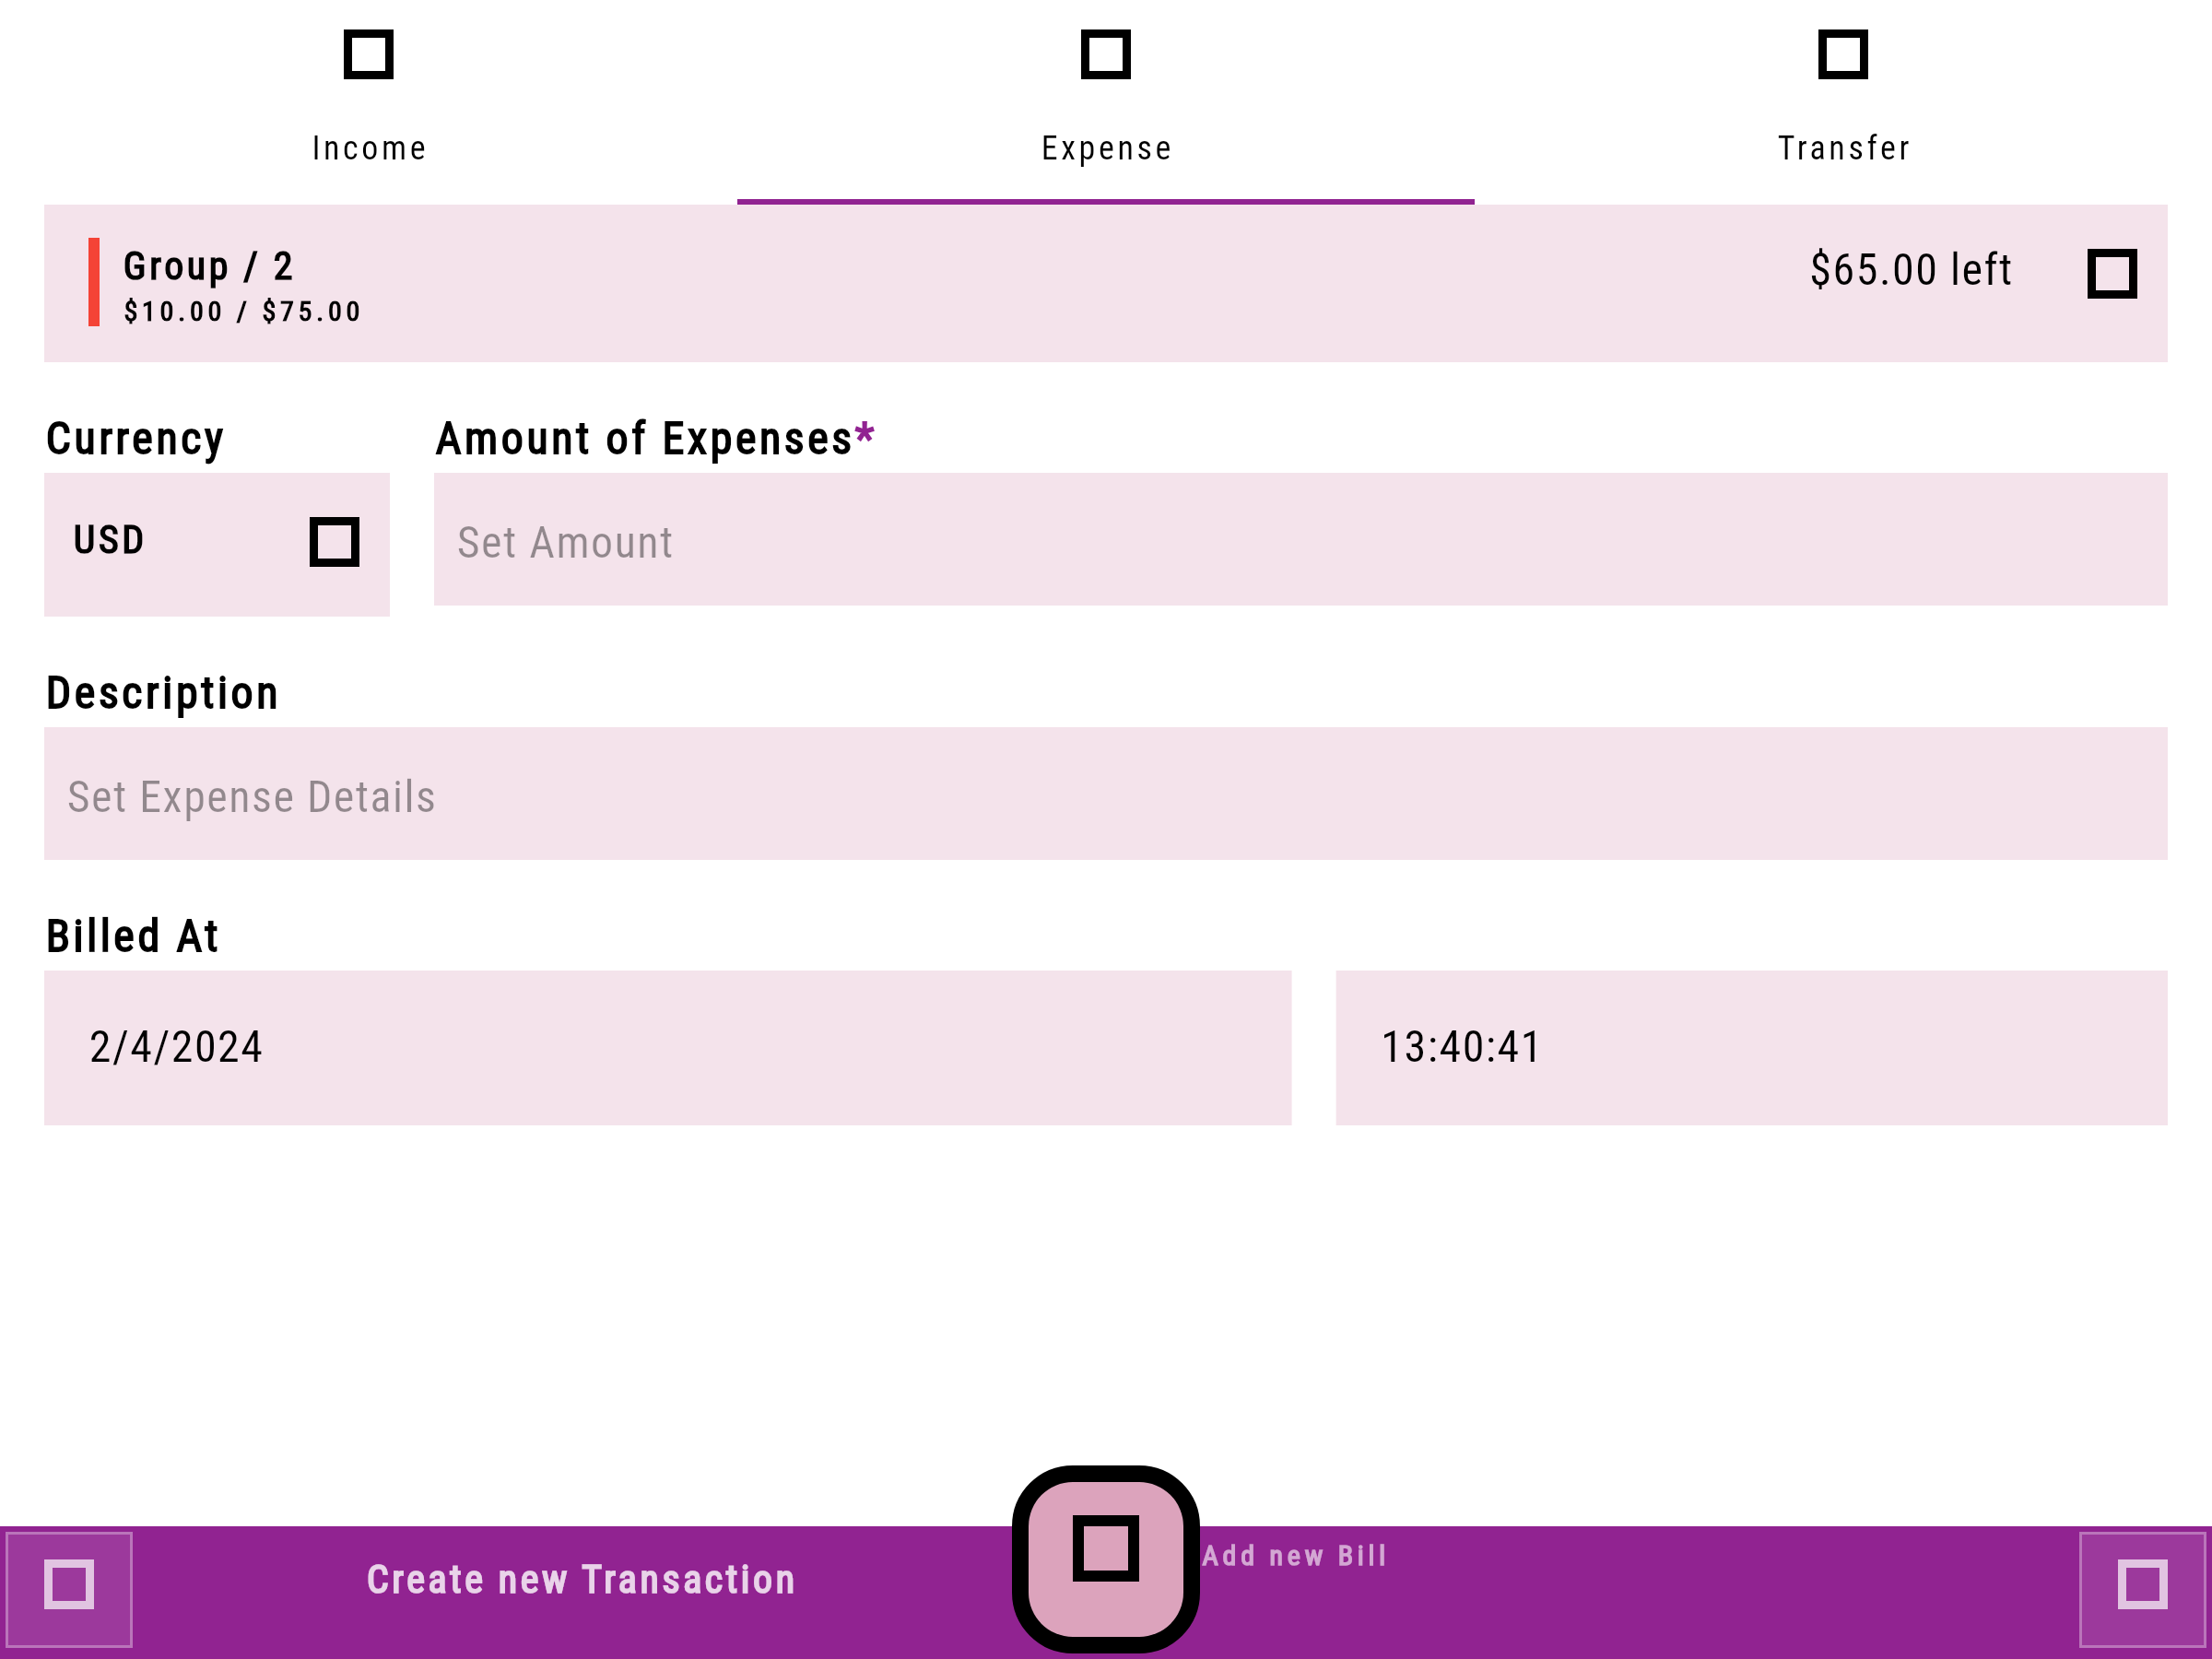 Income
Expense
Transfer
Group / 2
$10.00 / $75.00
$65.00 left
Currency
Amount of Expenses*
USD
Set Amount
Description
Set Expense Details
Billed At
2/4/2024
13:40:41
Create new Transaction
Add new Bill